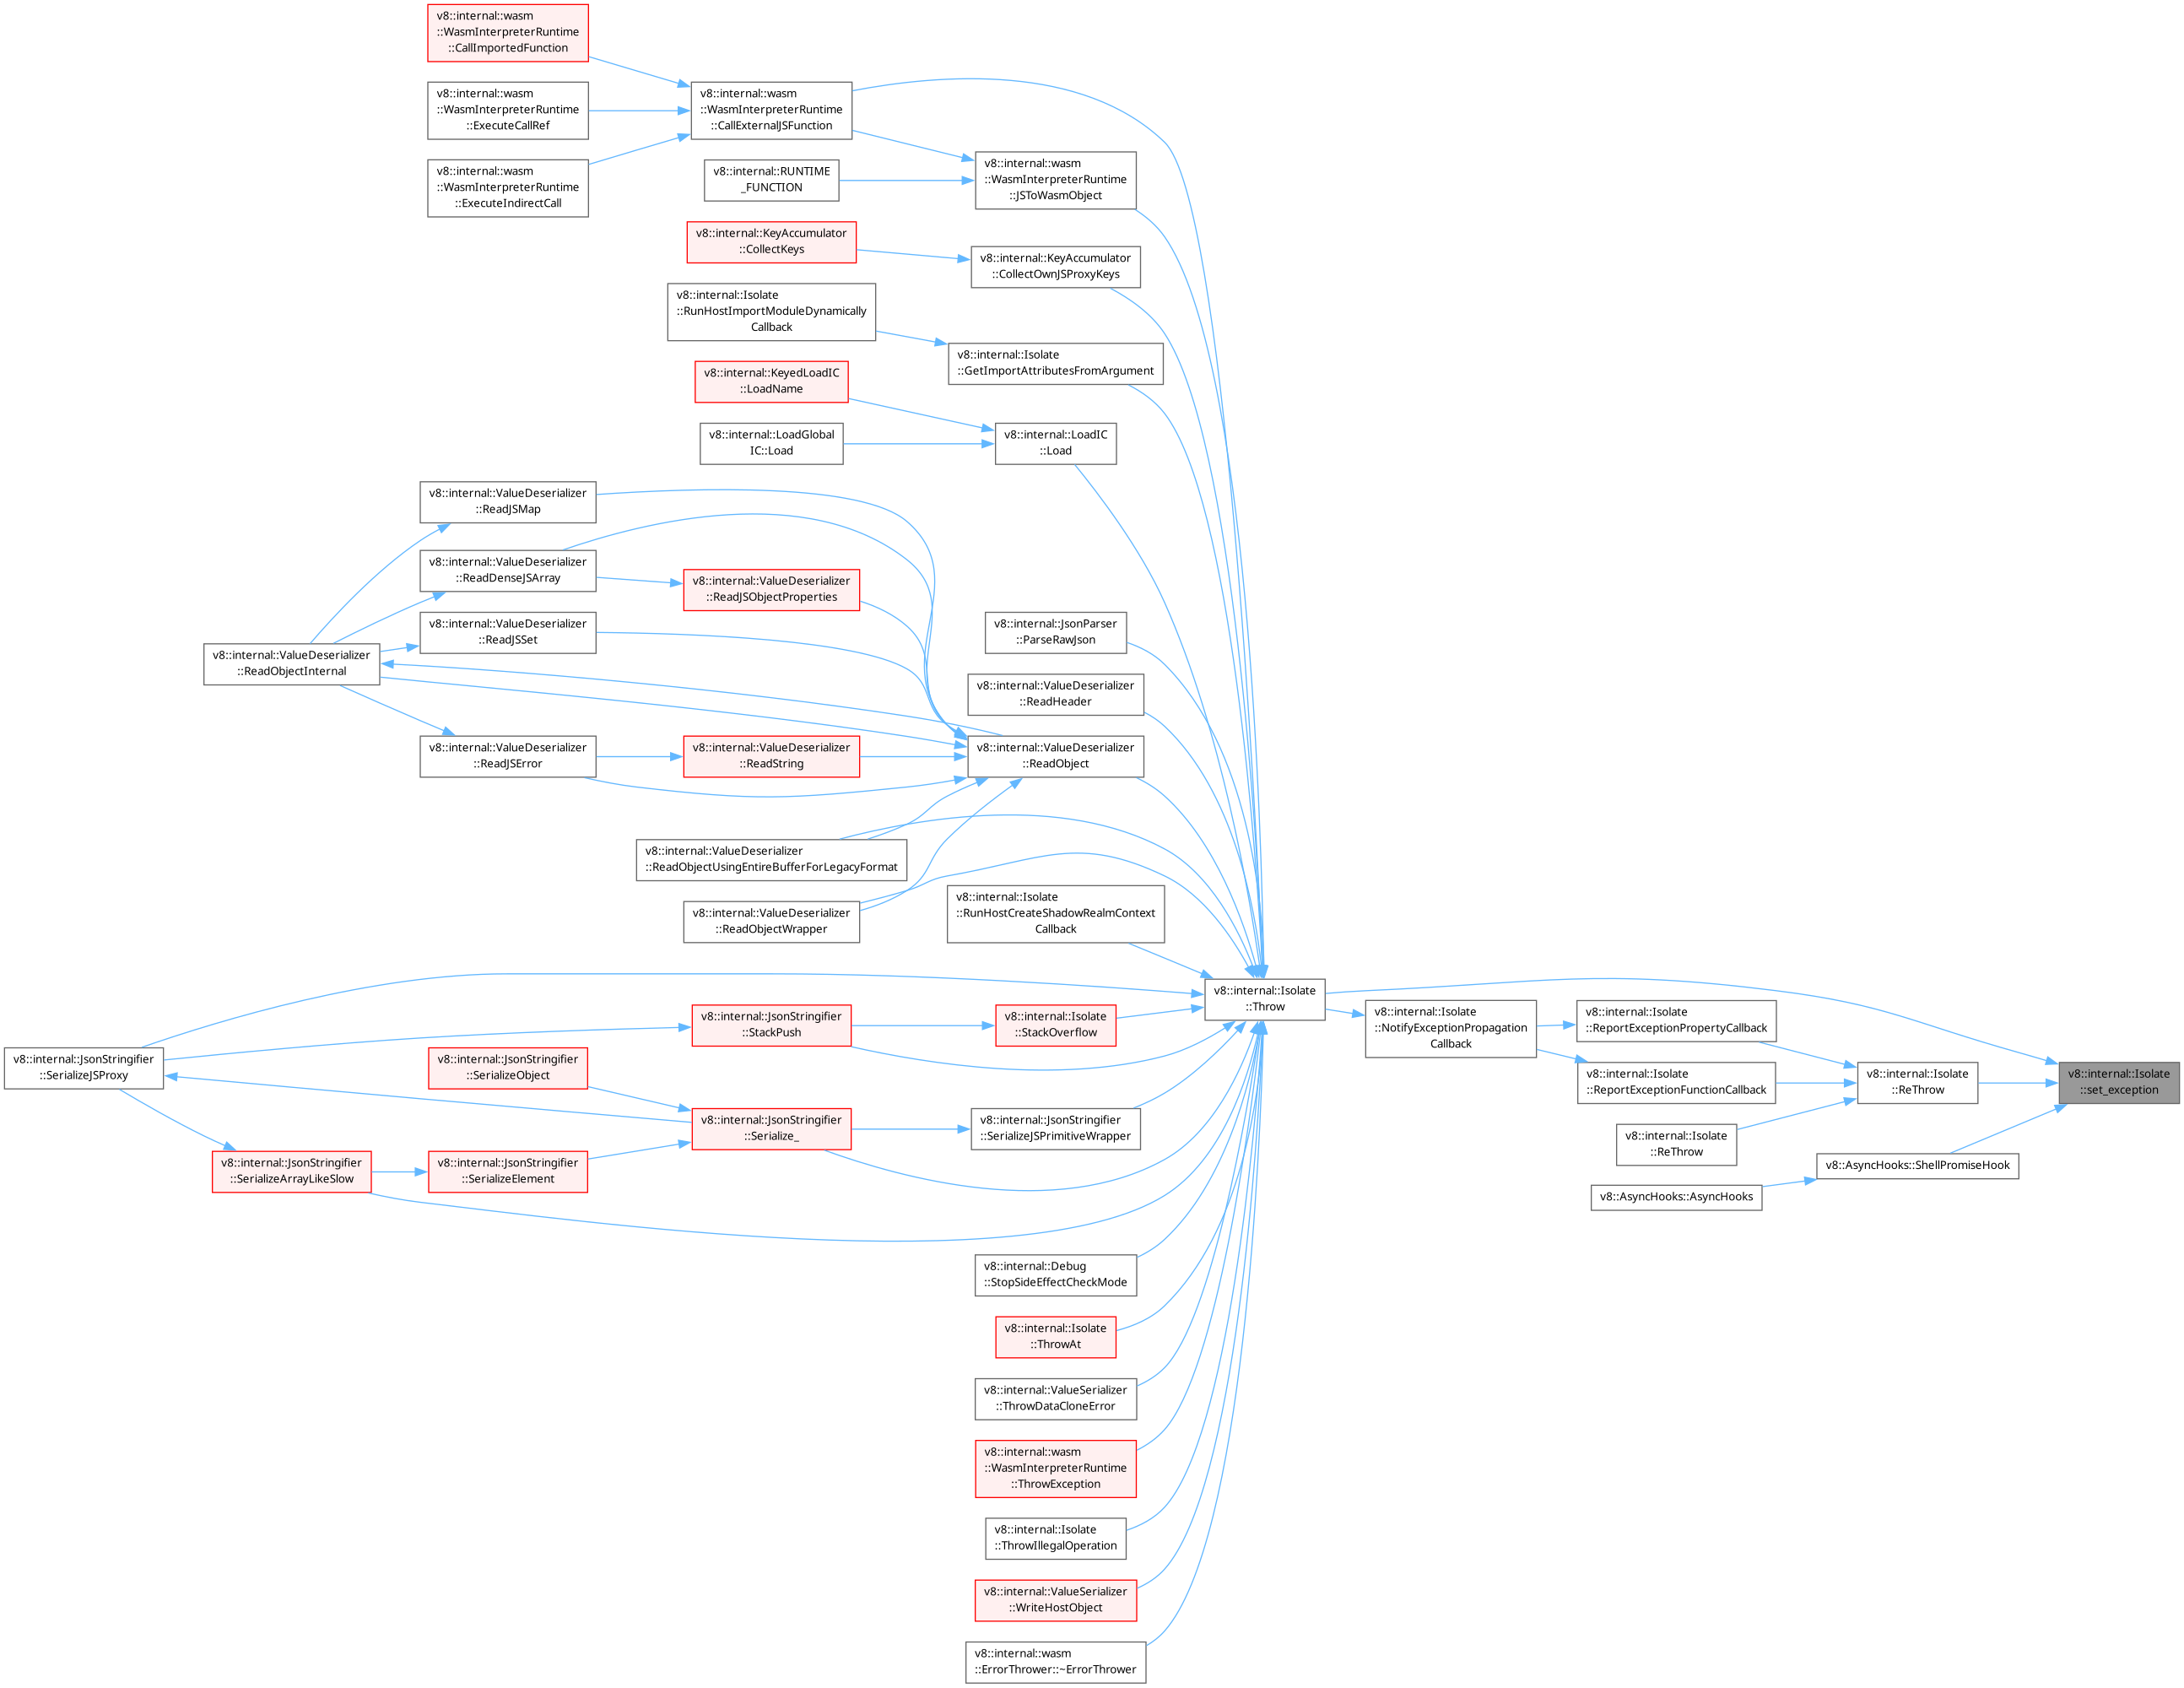 v8::internal::wasm
::WasmInterpreterRuntime
::CallImportedFunction
v8::internal::wasm
::WasmInterpreterRuntime
::ExecuteCallRef
v8::internal::wasm
::WasmInterpreterRuntime
::ExecuteIndirectCall
v8::internal::wasm
::WasmInterpreterRuntime
::CallExternalJSFunction
v8::internal::RUNTIME
_FUNCTION
v8::internal::wasm
::WasmInterpreterRuntime
::JSToWasmObject
v8::internal::KeyAccumulator
::CollectKeys
v8::internal::KeyAccumulator
::CollectOwnJSProxyKeys
v8::internal::Isolate
::RunHostImportModuleDynamically
Callback
v8::internal::Isolate
::GetImportAttributesFromArgument
v8::internal::KeyedLoadIC
::LoadName
v8::internal::LoadGlobal
IC::Load
v8::internal::LoadIC
::Load
v8::internal::ValueDeserializer
::ReadJSMap
v8::internal::ValueDeserializer
::ReadDenseJSArray
v8::internal::ValueDeserializer
::ReadJSObjectProperties
v8::internal::ValueDeserializer
::ReadJSSet
v8::internal::ValueDeserializer
::ReadObjectInternal
v8::internal::JsonParser
::ParseRawJson
v8::internal::ValueDeserializer
::ReadHeader
v8::internal::ValueDeserializer
::ReadJSError
v8::internal::ValueDeserializer
::ReadString
v8::internal::ValueDeserializer
::ReadObject
v8::internal::ValueDeserializer
::ReadObjectUsingEntireBufferForLegacyFormat
v8::internal::ValueDeserializer
::ReadObjectWrapper
v8::internal::Isolate
::RunHostCreateShadowRealmContext
Callback
v8::internal::Isolate
::Throw
v8::internal::Isolate
::NotifyExceptionPropagation
Callback
v8::internal::Isolate
::ReportExceptionPropertyCallback
v8::internal::Isolate
::ReportExceptionFunctionCallback
v8::internal::Isolate
::ReThrow
v8::internal::Isolate
::set_exception
v8::internal::Isolate
::ReThrow
v8::AsyncHooks::ShellPromiseHook
v8::AsyncHooks::AsyncHooks
v8::internal::JsonStringifier
::StackPush
v8::internal::Isolate
::StackOverflow
v8::internal::JsonStringifier
::SerializeJSProxy
v8::internal::JsonStringifier
::SerializeObject
v8::internal::JsonStringifier
::Serialize_
v8::internal::JsonStringifier
::SerializeJSPrimitiveWrapper
v8::internal::JsonStringifier
::SerializeArrayLikeSlow
v8::internal::JsonStringifier
::SerializeElement
v8::internal::Debug
::StopSideEffectCheckMode
v8::internal::Isolate
::ThrowAt
v8::internal::ValueSerializer
::ThrowDataCloneError
v8::internal::wasm
::WasmInterpreterRuntime
::ThrowException
v8::internal::Isolate
::ThrowIllegalOperation
v8::internal::ValueSerializer
::WriteHostObject
v8::internal::wasm
::ErrorThrower::~ErrorThrower